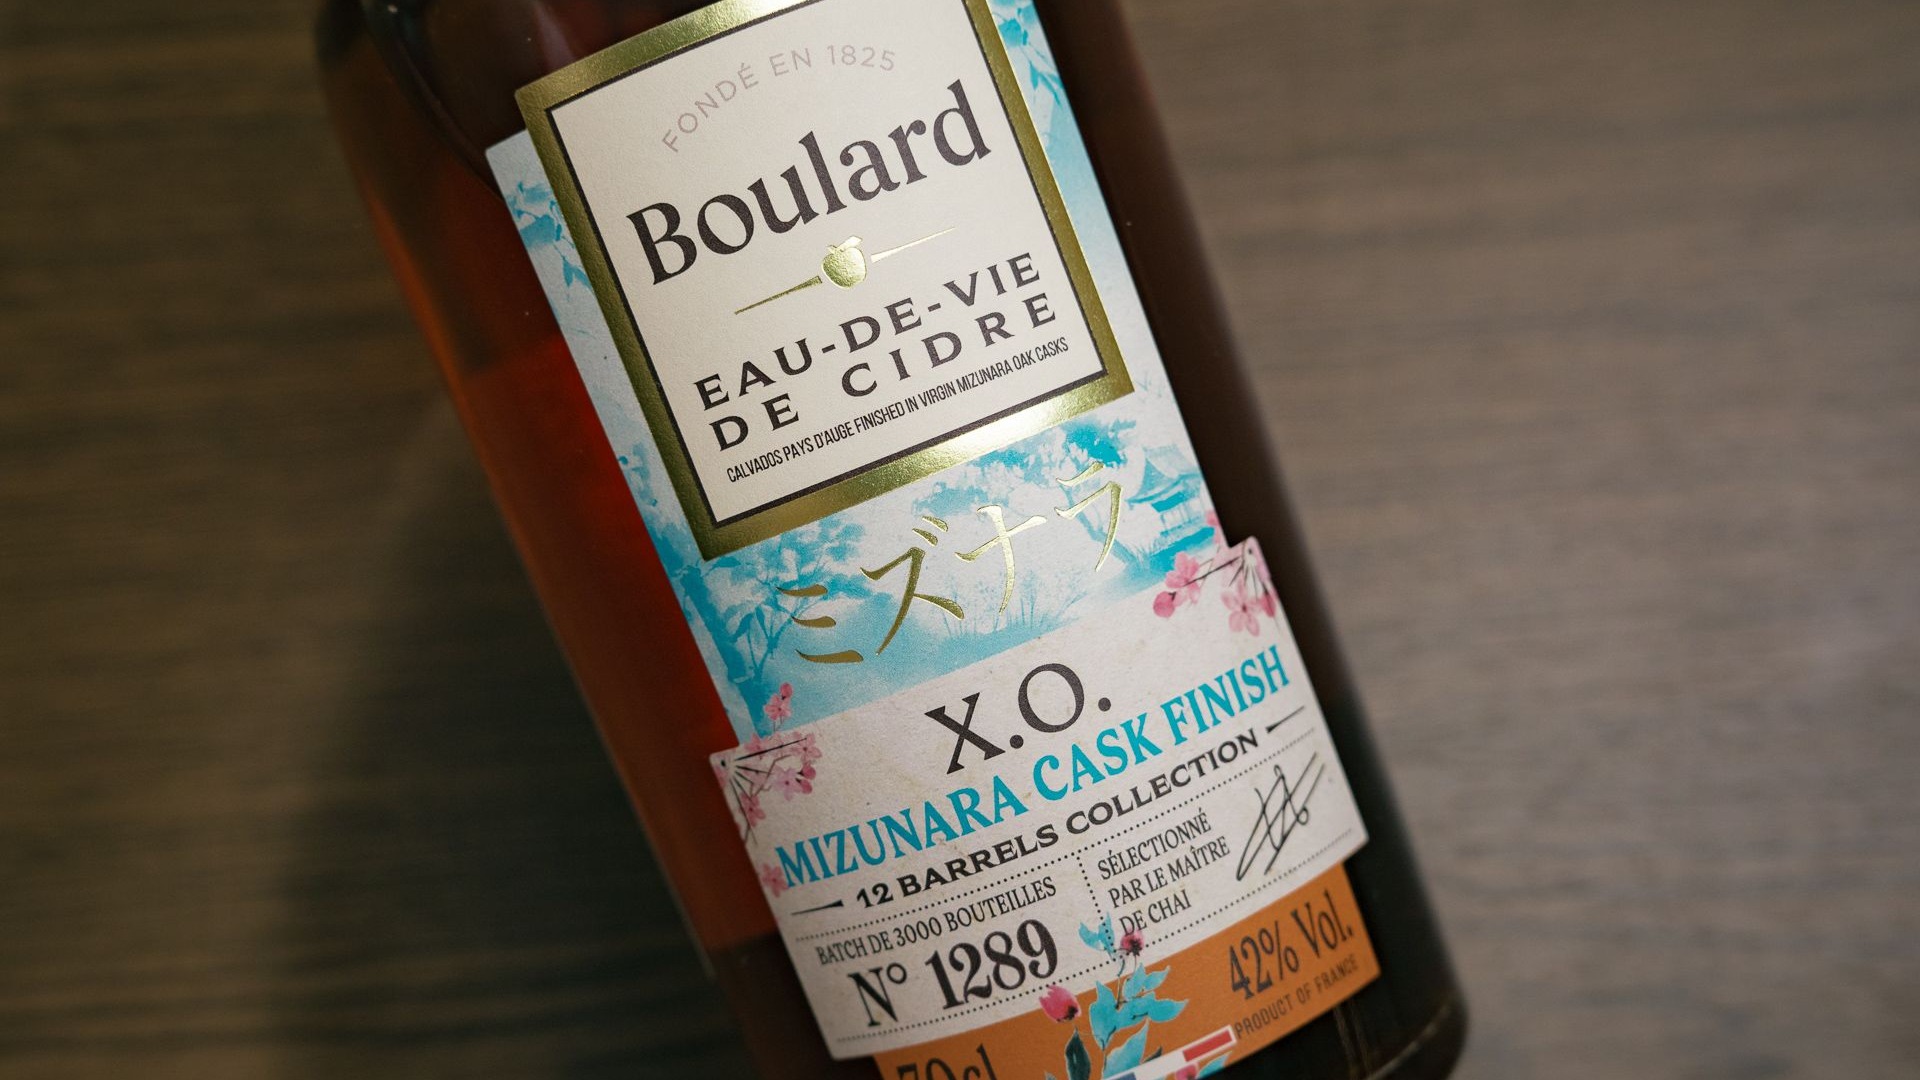 FONDÉ EN 1825
Boulard
EAU-DE-VIE
DE CIDRE
CALVADOS PAYS D'AUGE FINISHED IN VIRGIN MIZUNARA OAK CASKS
ミズナラ
X.O.
MIZUNARA CASK FINISH
12 BARRELS COLLECTION
BATCH DE 3000 BOUTEILLES
N° 1289
SÉLECTIONNÉ
PAR LE MAÎTRE
DE CHAI
42% Vol.
PRODUCT OF FRANCE
70cl